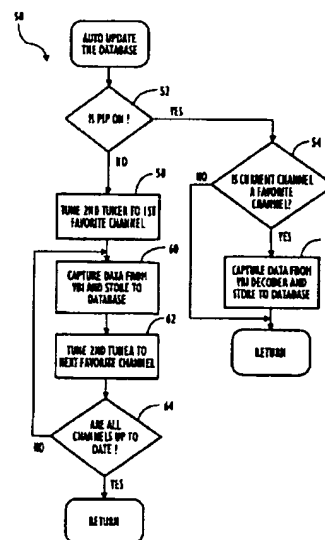 50
AUTO UPDATE
THE DATABASE
52
IS PIP ON?
YES
NO
54
IS CURRENT CHANNEL
A FAVORITE
CHANNEL?
NO
YES
CAPTURE DATA FROM
VBI DECODER AND
STORE TO DATABASE
RETURN
58
TUNE 2ND TUNER TO 1ST
FAVORITE CHANNEL
60
CAPTURE DATA FROM
VBI AND STORE TO
DATABASE
62
TUNE 2ND TUNER TO
NEXT FAVORITE CHANNEL
64
ARE ALL
CHANNELS UP TO
DATE?
NO
YES
RETURN